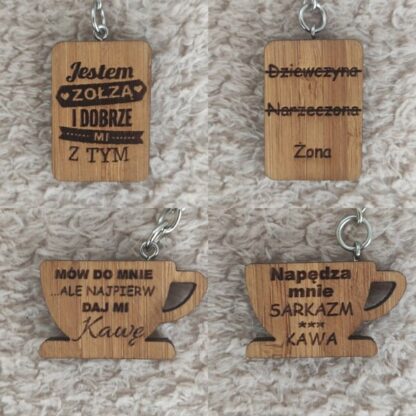 Jestem
ZOŁZĄ
I DOBRZE
MI
Z TYM
Dziewczyna
Narzeczona
Żona
MÓW DO MNIE
...ALE NAJPIERW
DAJ MI
Kawę
Napędza
mnie
SARKAZM
***
KAWA